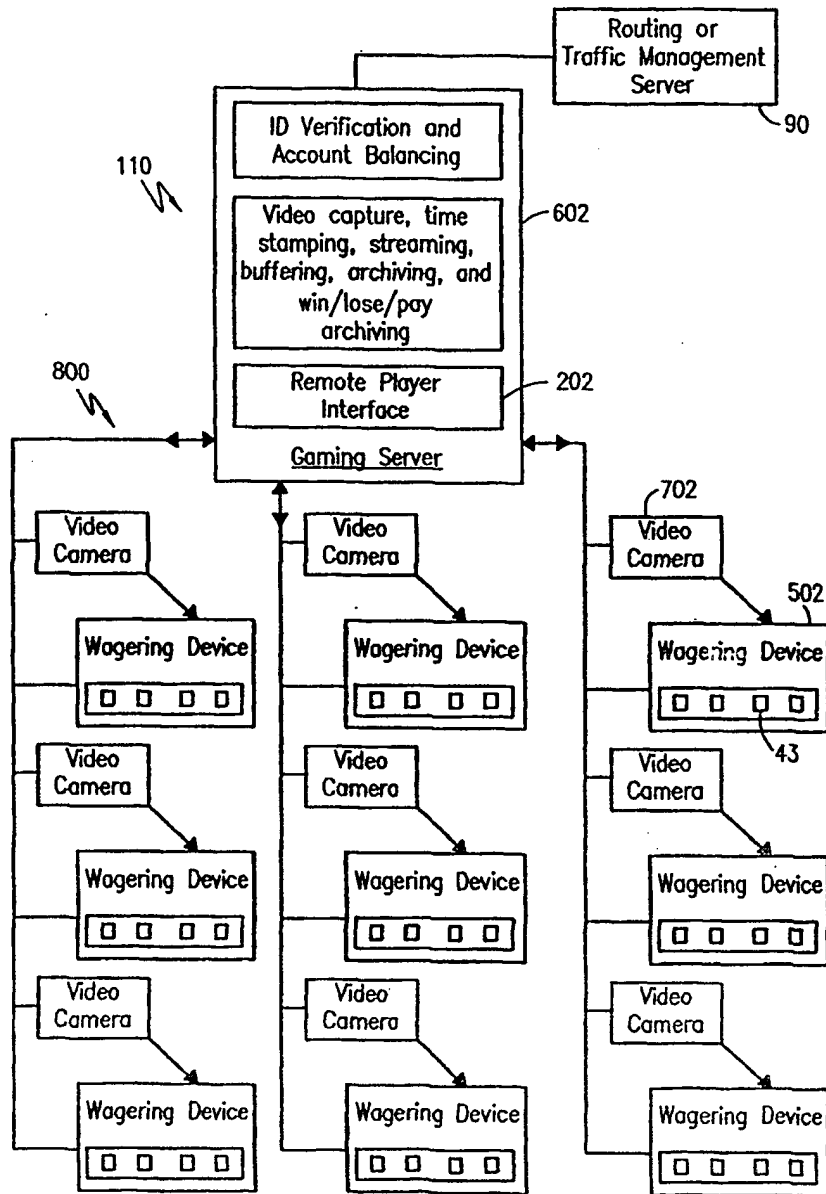 Routing or
Traffic Management
Server
90
ID Verification and
Account Balancing
110
602
Video capture, time
stamping, streaming,
buffering, archiving, and
win/lose/pay
archiving
800
Remote Player
Interface
202
Gaming Server
Video
Camera
Video
Camera
702
Video
Camera
502
Wagering Device
Wagering Device
Wagering Device
43
Video
Camera
Video
Camera
Video
Camera
Wagering Device
Wagering Device
Wagering Device
Video
Camera
Video
Camera
Video
Camera
Wagering Device
Wagering Device
Wagering Device